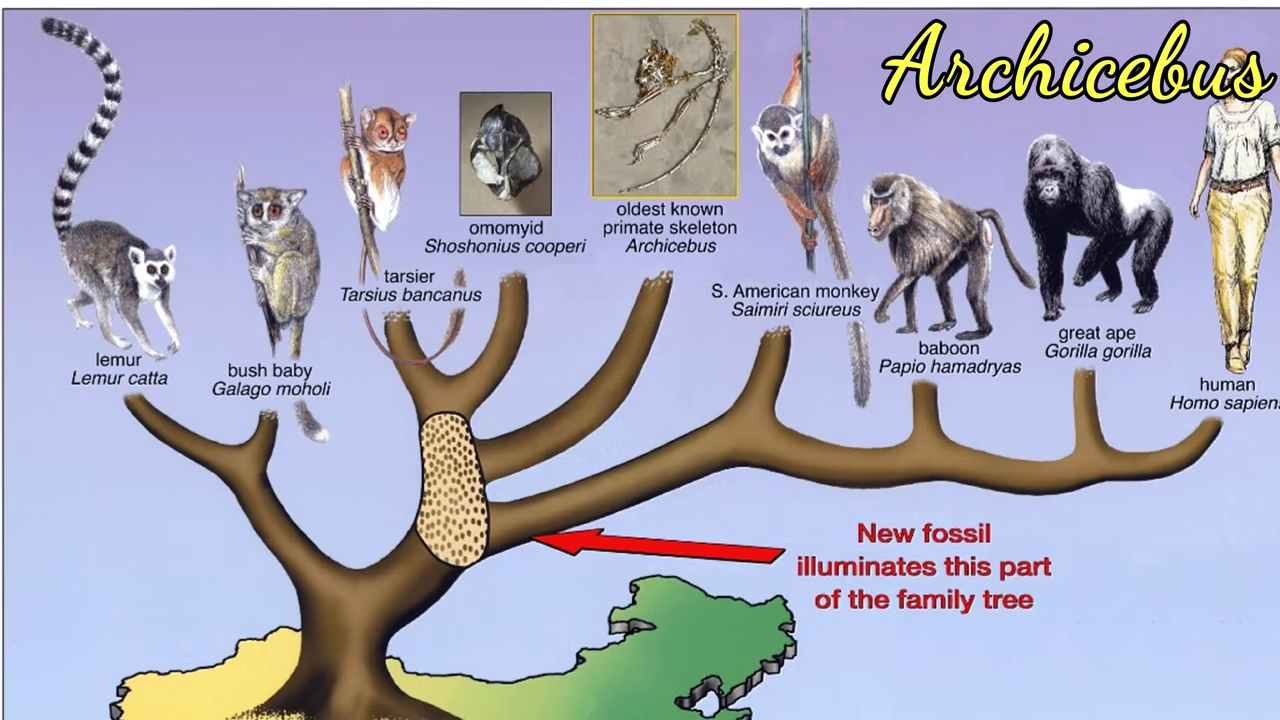 Archicebus
oldest known
primate skeleton
Archicebus
omomyid
Shoshonius cooperi
tarsier
Tarsius bancanus
S. American monkey
Saimiri sciureus
great ape
Gorilla gorilla
baboon
Papio hamadryas
lemur
Lemur catta
bush baby
Galago moholi
human
Homo sapiens
New fossil
illuminates this part
of the family tree